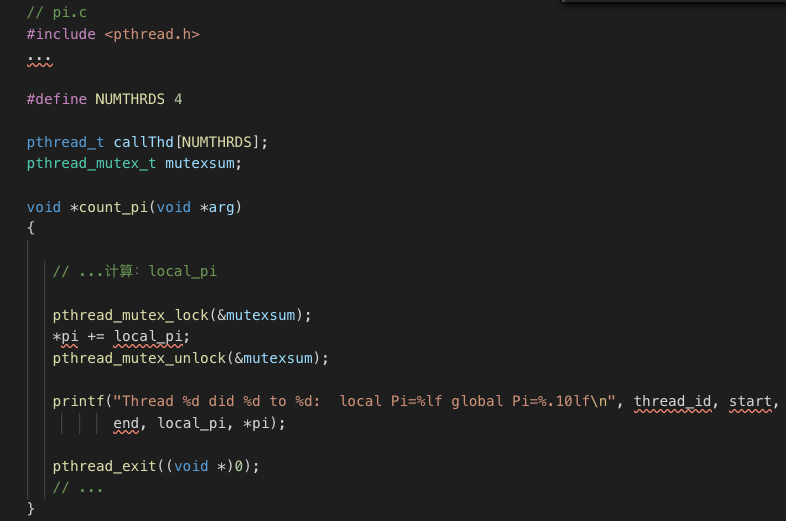 // pi.c
#include <pthread.h>
...
#define NUMTHRDS 4
pthread_t callThd[NUMTHRDS];
pthread_mutex_t mutexsum;
void *count_pi(void *arg)
{
// ...计算：local_pi
pthread_mutex_lock(&mutexsum);
*pi += local_pi;
pthread_mutex_unlock(&mutexsum);
printf("Thread %d did %d to %d:  local Pi=%lf global Pi=%.10lf\n", thread_id, start,
end, local_pi, *pi);
pthread_exit((void *)0);
// ...
}